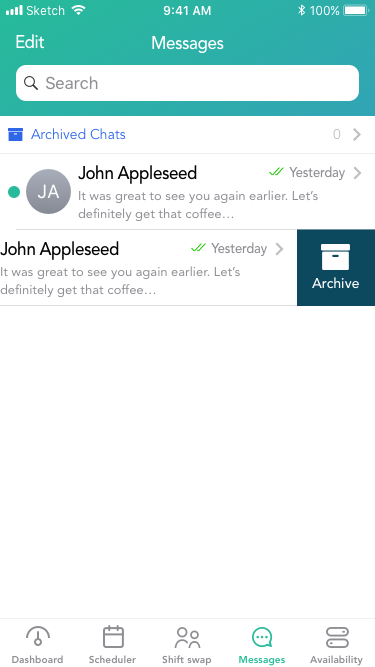 Sketch 9:41 AM 100%
Edit Messages
Search
Archived Chats 0
JA John Appleseed Yesterday
It was great to see you again earlier. Let's
definitely get that coffee…
John Appleseed Yesterday
It was great to see you again earlier. Let's
definitely get that coffee…
Archive
Dashboard Scheduler Shift swap Messages Availability